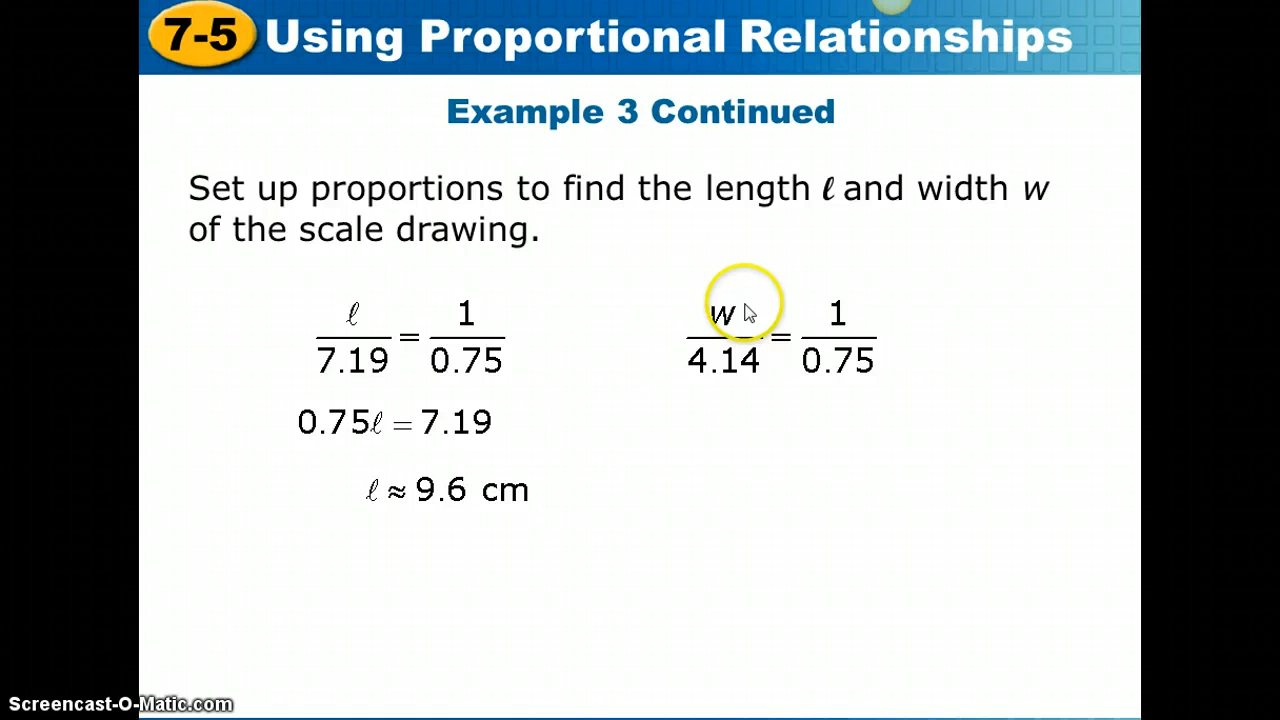 7-5 Using Proportional Relationships
Example 3 Continued
Set up proportions to find the length ℓ and width w
of the scale drawing.
ℓ/7.19 = 1/0.75
w/4.14 = 1/0.75
0.75ℓ = 7.19
ℓ ≈ 9.6 cm
Screencast-O-Matic.com